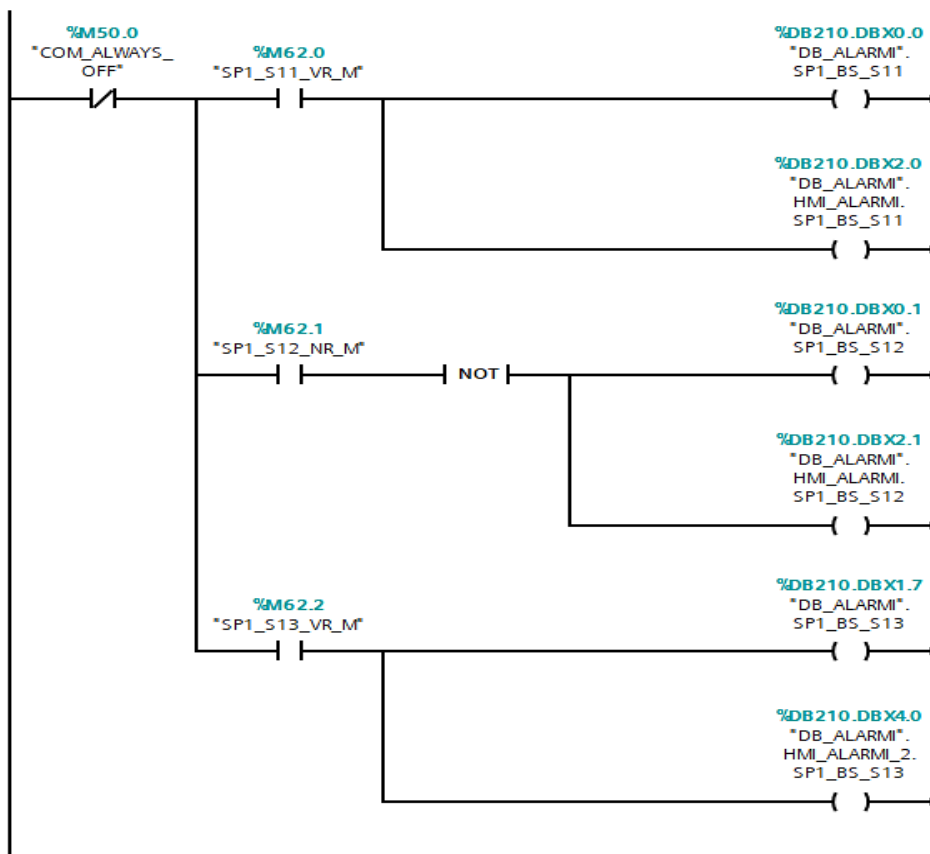 %M50.0
"COM_ALWAYS_
OFF"
%M62.0
"SP1_S11_VR_M"
%DB210.DBX0.0
"DB_ALARMI".
SP1_BS_S11
%DB210.DBX2.0
"DB_ALARMI".
HMI_ALARMI.
SP1_BS_S11
%M62.1
"SP1_S12_NR_M"
NOT
%DB210.DBX0.1
"DB_ALARMI".
SP1_BS_S12
%DB210.DBX2.1
"DB_ALARMI".
HMI_ALARMI.
SP1_BS_S12
%M62.2
"SP1_S13_VR_M"
%DB210.DBX1.7
"DB_ALARMI".
SP1_BS_S13
%DB210.DBX4.0
"DB_ALARMI".
HMI_ALARMI_2.
SP1_BS_S13